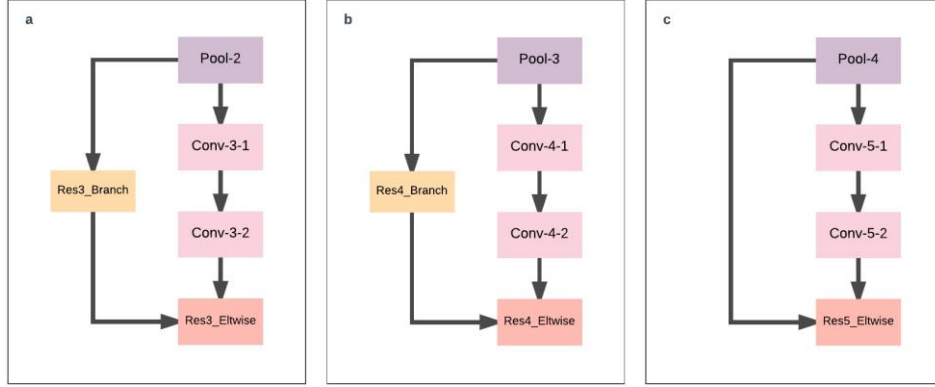 a
Pool-2
Conv-3-1
Res3_Branch
Conv-3-2
Res3_Eltwise
b
Pool-3
Conv-4-1
Res4_Branch
Conv-4-2
Res4_Eltwise
c
Pool-4
Conv-5-1
Conv-5-2
Res5_Eltwise